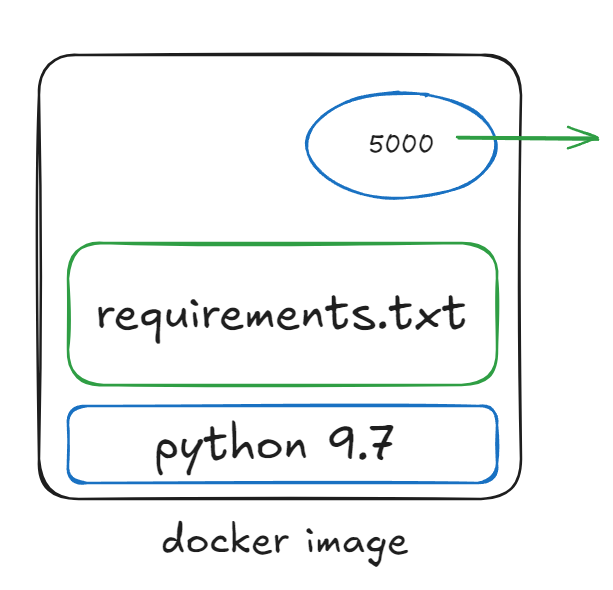 5000
requirements.txt
python 9.7
docker image